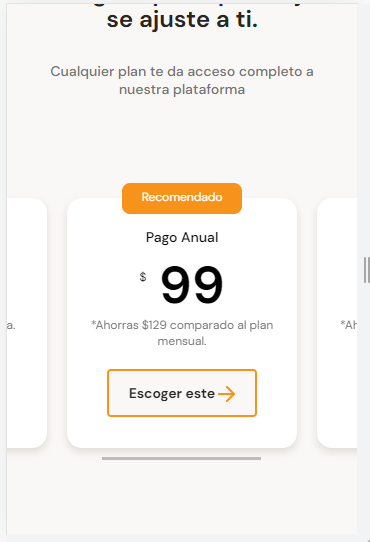 se ajuste a ti.
Cualquier plan te da acceso completo a
nuestra plataforma
Recomendado
Pago Anual
$ 99
a.
*Ahorras $129 comparado al plan
mensual.
*Ah
Escoger este